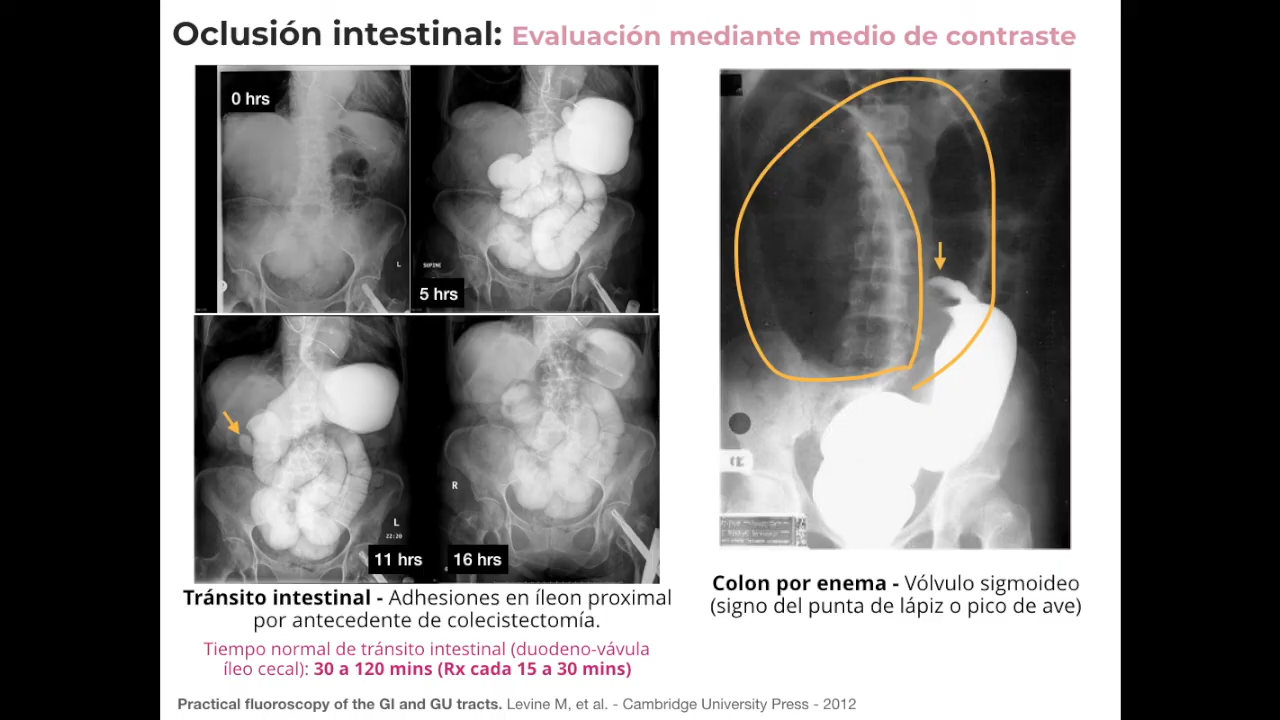 Oclusión intestinal: Evaluación mediante medio de contraste
0 hrs
L
SUPINE
5 hrs
L
22:20
11 hrs
R
16 hrs
Tránsito intestinal - Adhesiones en íleon proximal
por antecedente de colecistectomía.
Tiempo normal de tránsito intestinal (duodeno-vávula
íleo cecal): 30 a 120 mins (Rx cada 15 a 30 mins)
Colon por enema - Vólvulo sigmoideo
(signo del punta de lápiz o pico de ave)
Practical fluoroscopy of the GI and GU tracts. Levine M, et al. - Cambridge University Press - 2012